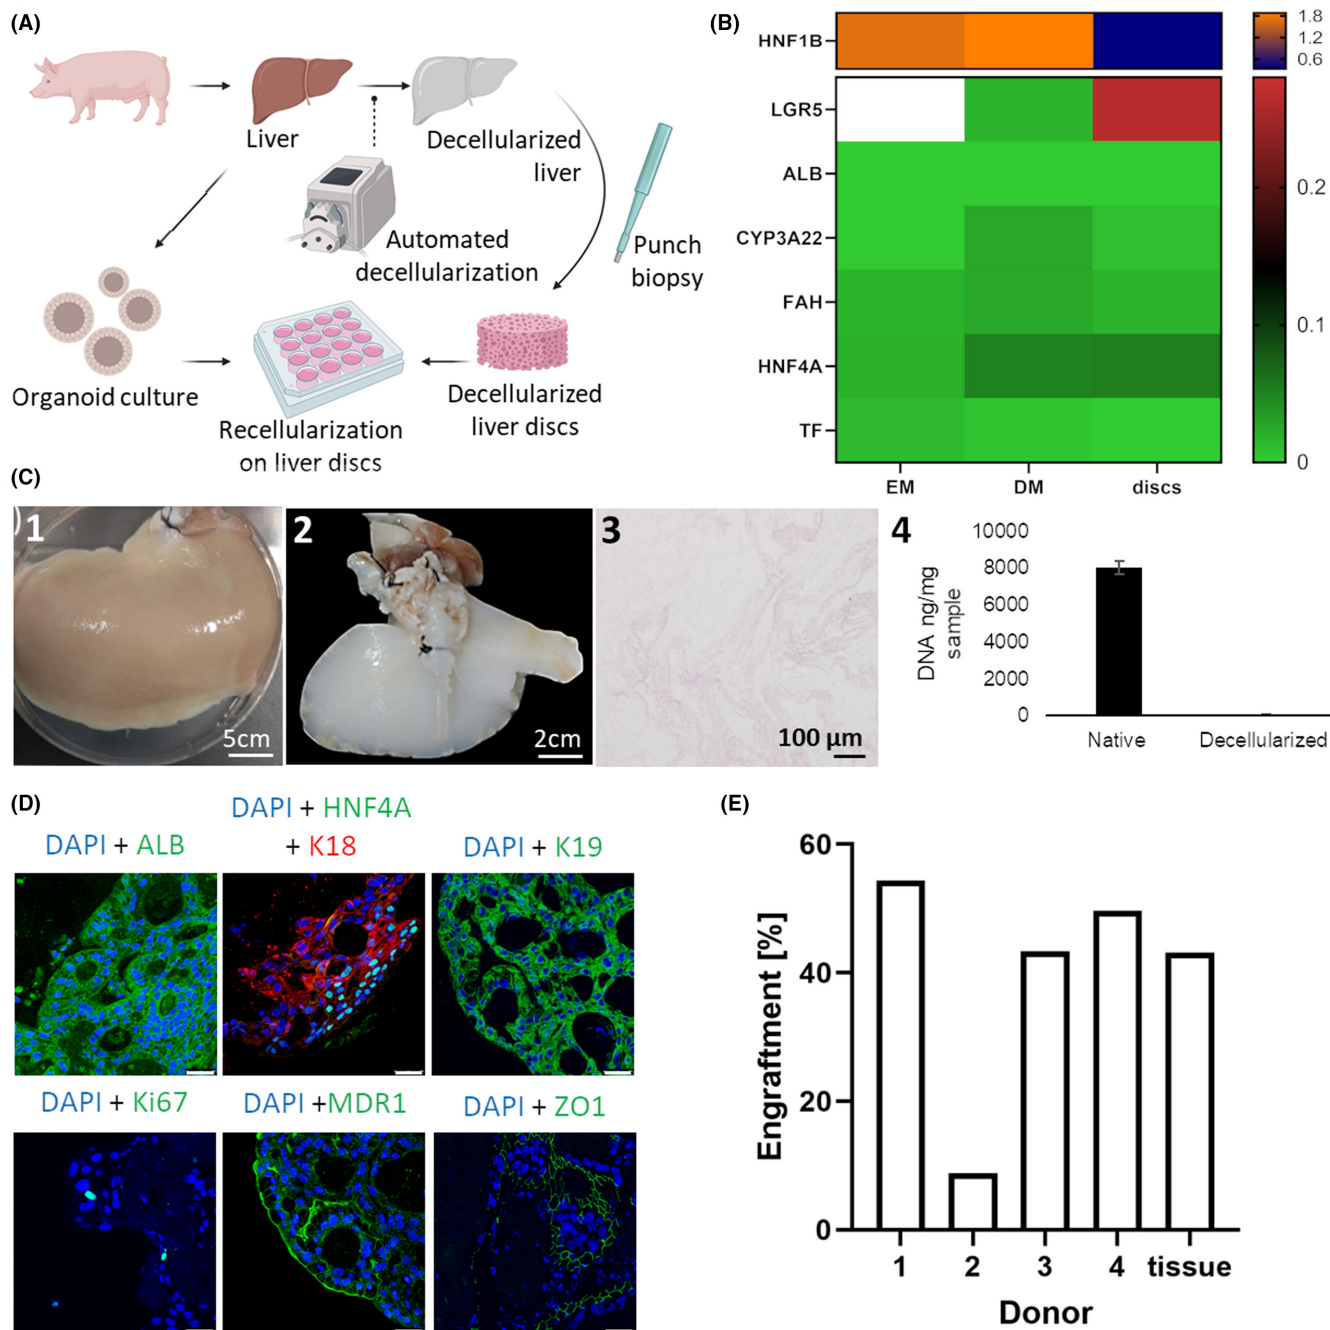 (A)
Liver
Decellularized
liver
Automated
decellularization
Punch
biopsy
Organoid culture
Recellularization
on liver discs
Decellularized
liver discs
(B)
HNF1B
LGR5
ALB
CYP3A22
FAH
HNF4A
TF
EM DM discs
1.8
1.2
0.6
0.2
0.1
0
(C)
)1
5cm
2
2cm
3
100 µm
4
DNA ng/mg
sample
10000
8000
6000
4000
2000
0
Native Decellularized
(D)
DAPI + ALB
DAPI + HNF4A
+ K18
DAPI + K19
DAPI + Ki67
DAPI +MDR1
DAPI + ZO1
(E)
Engraftment [%]
60
40
20
0
1 2 3 4 tissue
Donor